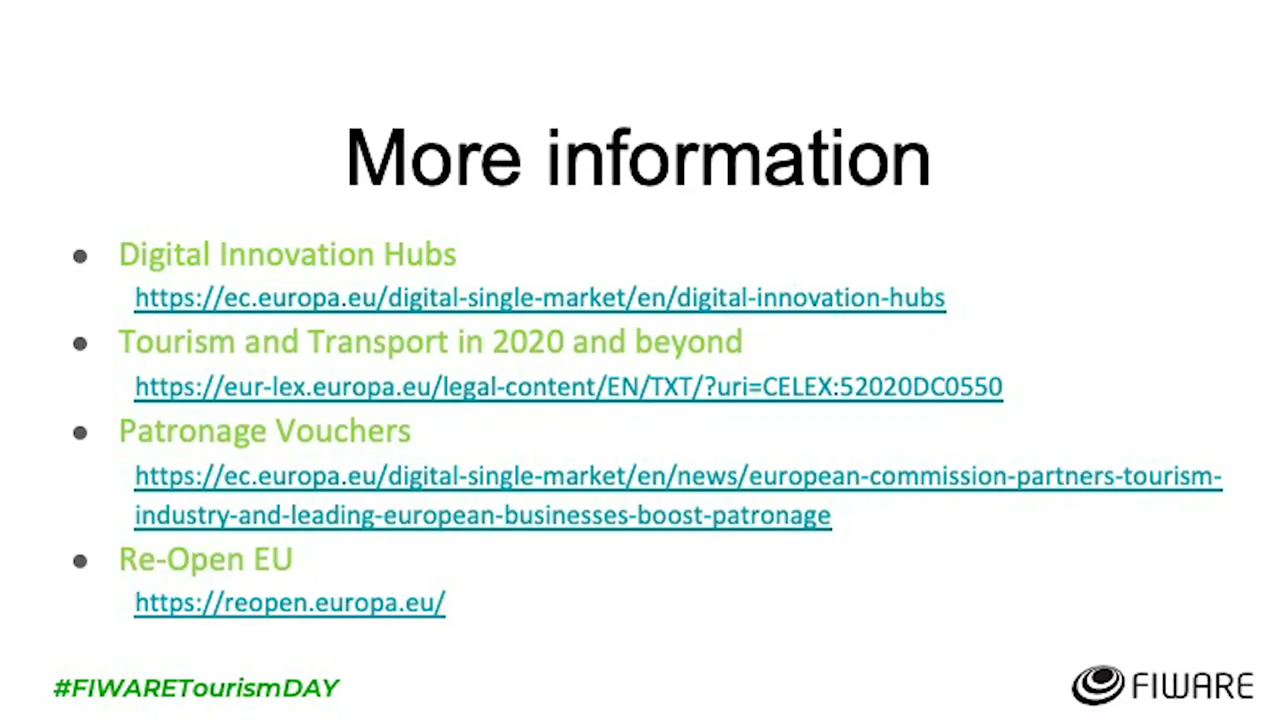 More information
● Digital Innovation Hubs
https://ec.europa.eu/digital-single-market/en/digital-innovation-hubs
● Tourism and Transport in 2020 and beyond
https://eur-lex.europa.eu/legal-content/EN/TXT/?uri=CELEX:52020DC0550
● Patronage Vouchers
https://ec.europa.eu/digital-single-market/en/news/european-commission-partners-tourism-
industry-and-leading-european-businesses-boost-patronage
● Re-Open EU
https://reopen.europa.eu/
#FIWARETourismDAY
FIWARE